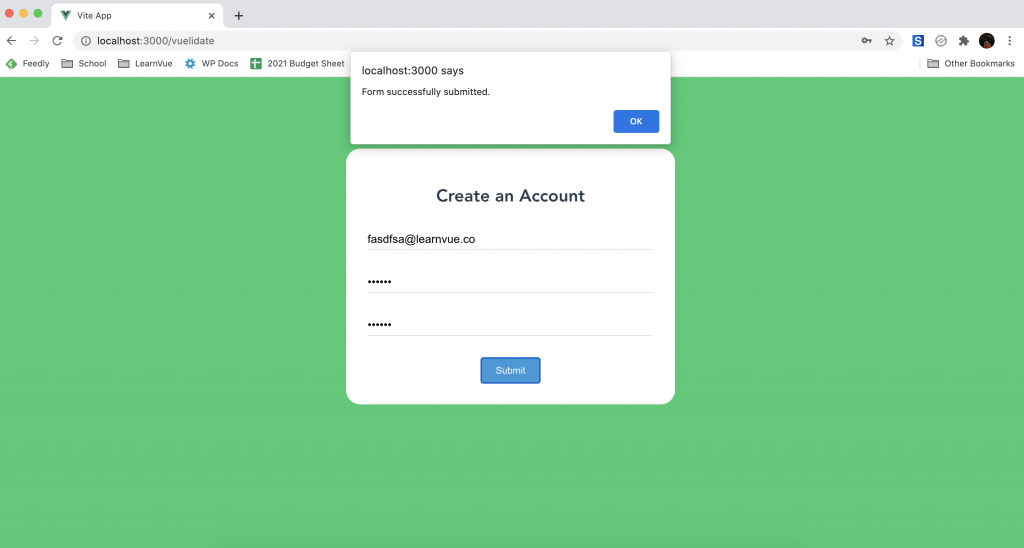 Vite App
localhost:3000/vuelidate
Feedly School LearnVue WP Docs 2021 Budget Sheet Other Bookmarks
localhost:3000 says
Form successfully submitted.
OK
Create an Account
fasdfsa@learnvue.co
••••••
••••••
Submit